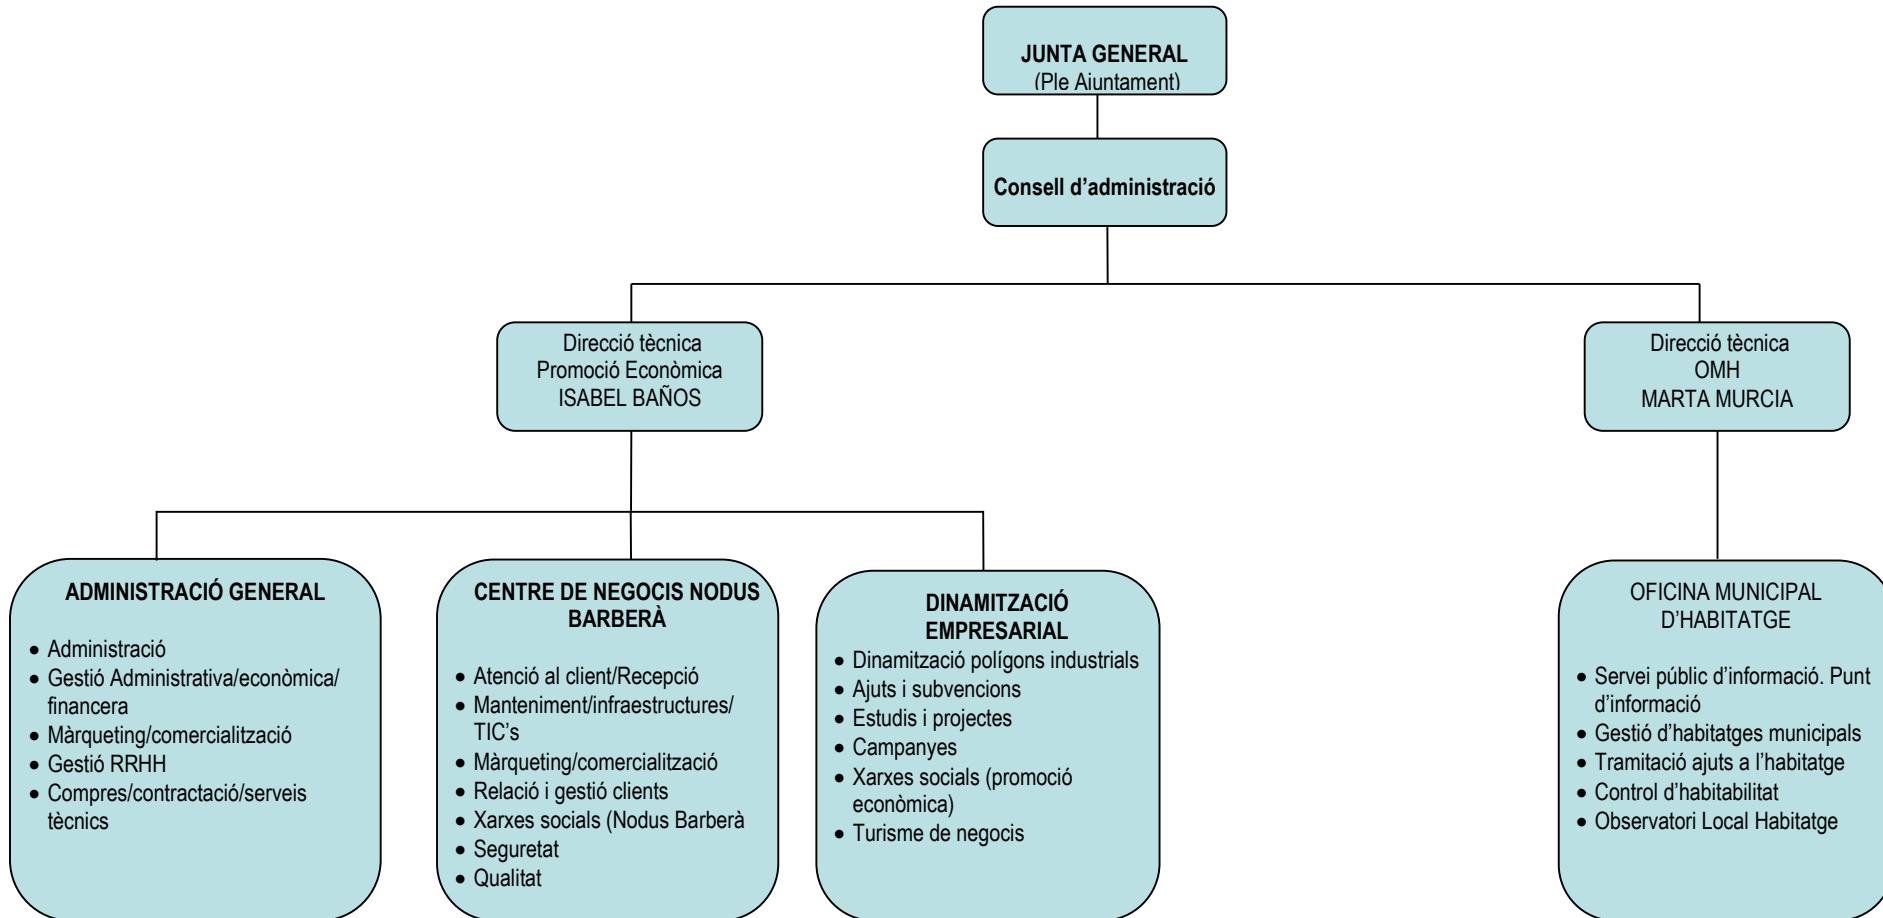 JUNTA GENERAL
(Ple Ajuntament)
Consell d’administració
Direcció tècnica
Promoció Econòmica
ISABEL BAÑOS
Direcció tècnica
OMH
MARTA MURCIA
ADMINISTRACIÓ GENERAL
• Administració
• Gestió Administrativa/econòmica/
financera
• Màrqueting/comercialització
• Gestió RRHH
• Compres/contractació/serveis
tècnics
CENTRE DE NEGOCIS NODUS
BARBERÀ
• Atenció al client/Recepció
• Manteniment/infraestructures/
TIC’s
• Màrqueting/comercialització
• Relació i gestió clients
• Xarxes socials (Nodus Barberà
• Seguretat
• Qualitat
DINAMITZACIÓ
EMPRESARIAL
• Dinamització polígons industrials
• Ajuts i subvencions
• Estudis i projectes
• Campanyes
• Xarxes socials (promoció
econòmica)
• Turisme de negocis
OFICINA MUNICIPAL
D’HABITATGE
• Servei públic d’informació. Punt
d’informació
• Gestió d’habitatges municipals
• Tramitació ajuts a l’habitatge
• Control d’habitabilitat
• Observatori Local Habitatge